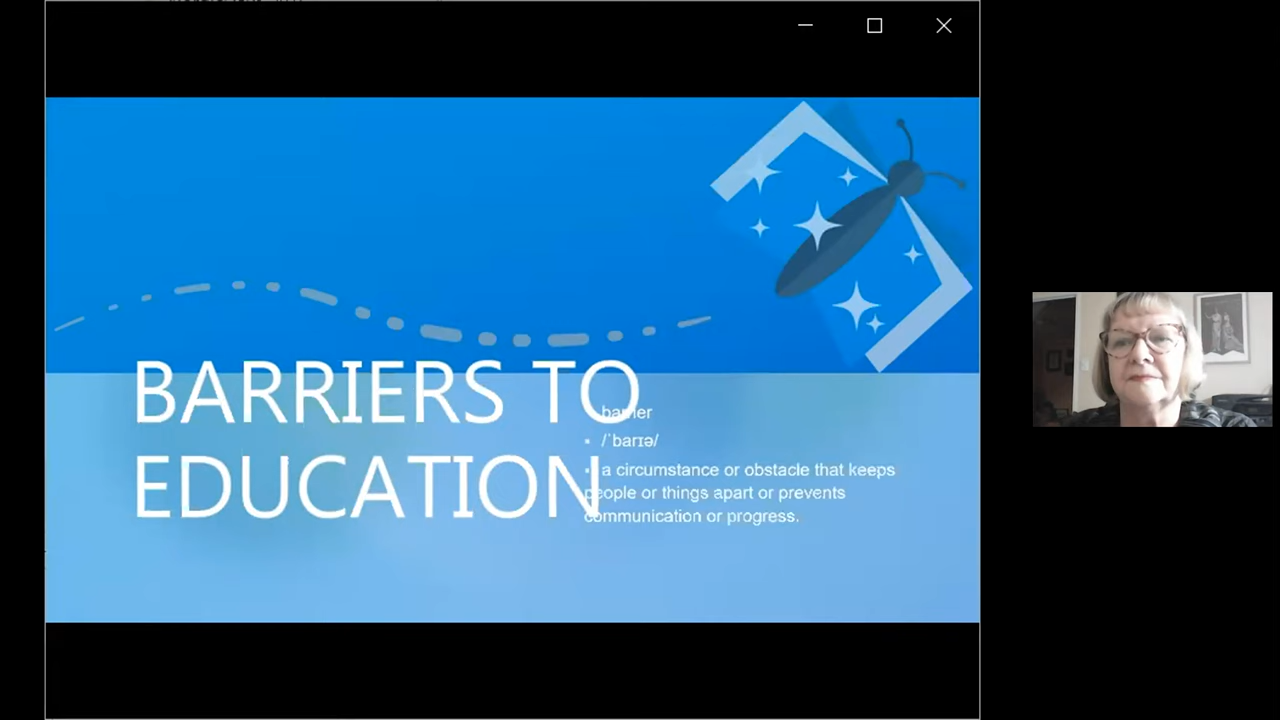 BARRIERS TO
EDUCATION
barrier
▪ /ˈbarɪə/
▪ a circumstance or obstacle that keeps
people or things apart or prevents
communication or progress.